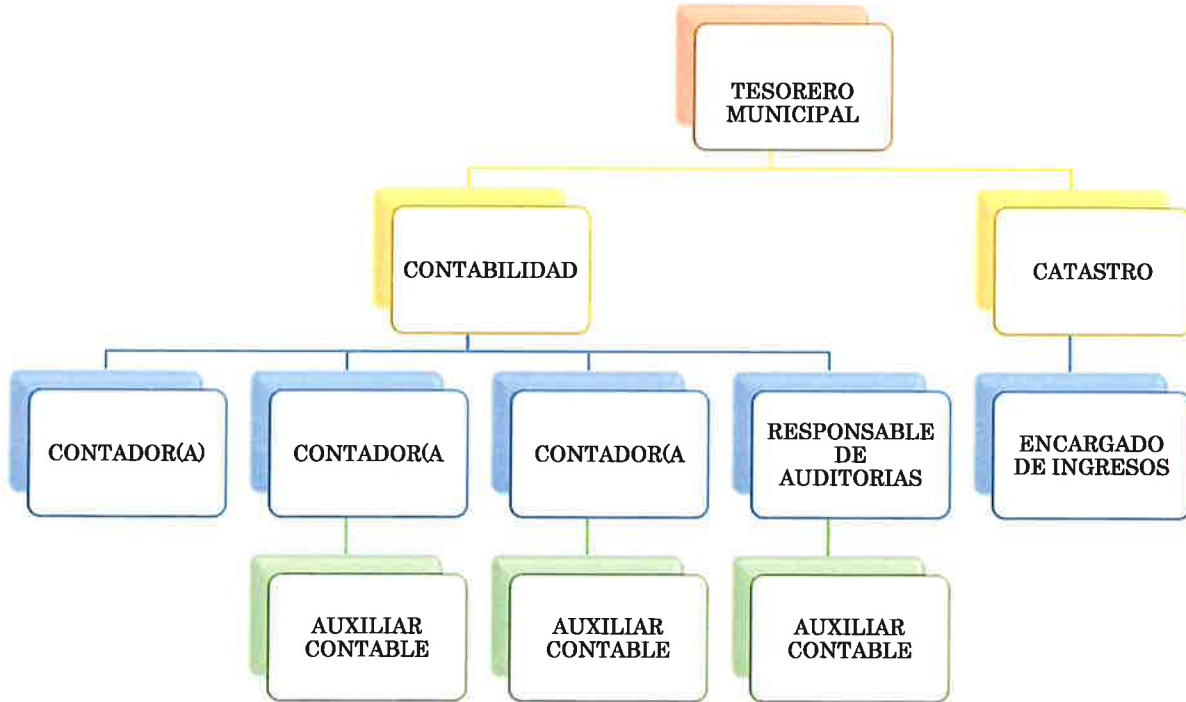 TESORERO
MUNICIPAL
CONTABILIDAD
CATASTRO
CONTADOR(A)
CONTADOR(A
CONTADOR(A
RESPONSABLE
DE
AUDITORIAS
ENCARGADO
DE INGRESOS
AUXILIAR
CONTABLE
AUXILIAR
CONTABLE
AUXILIAR
CONTABLE